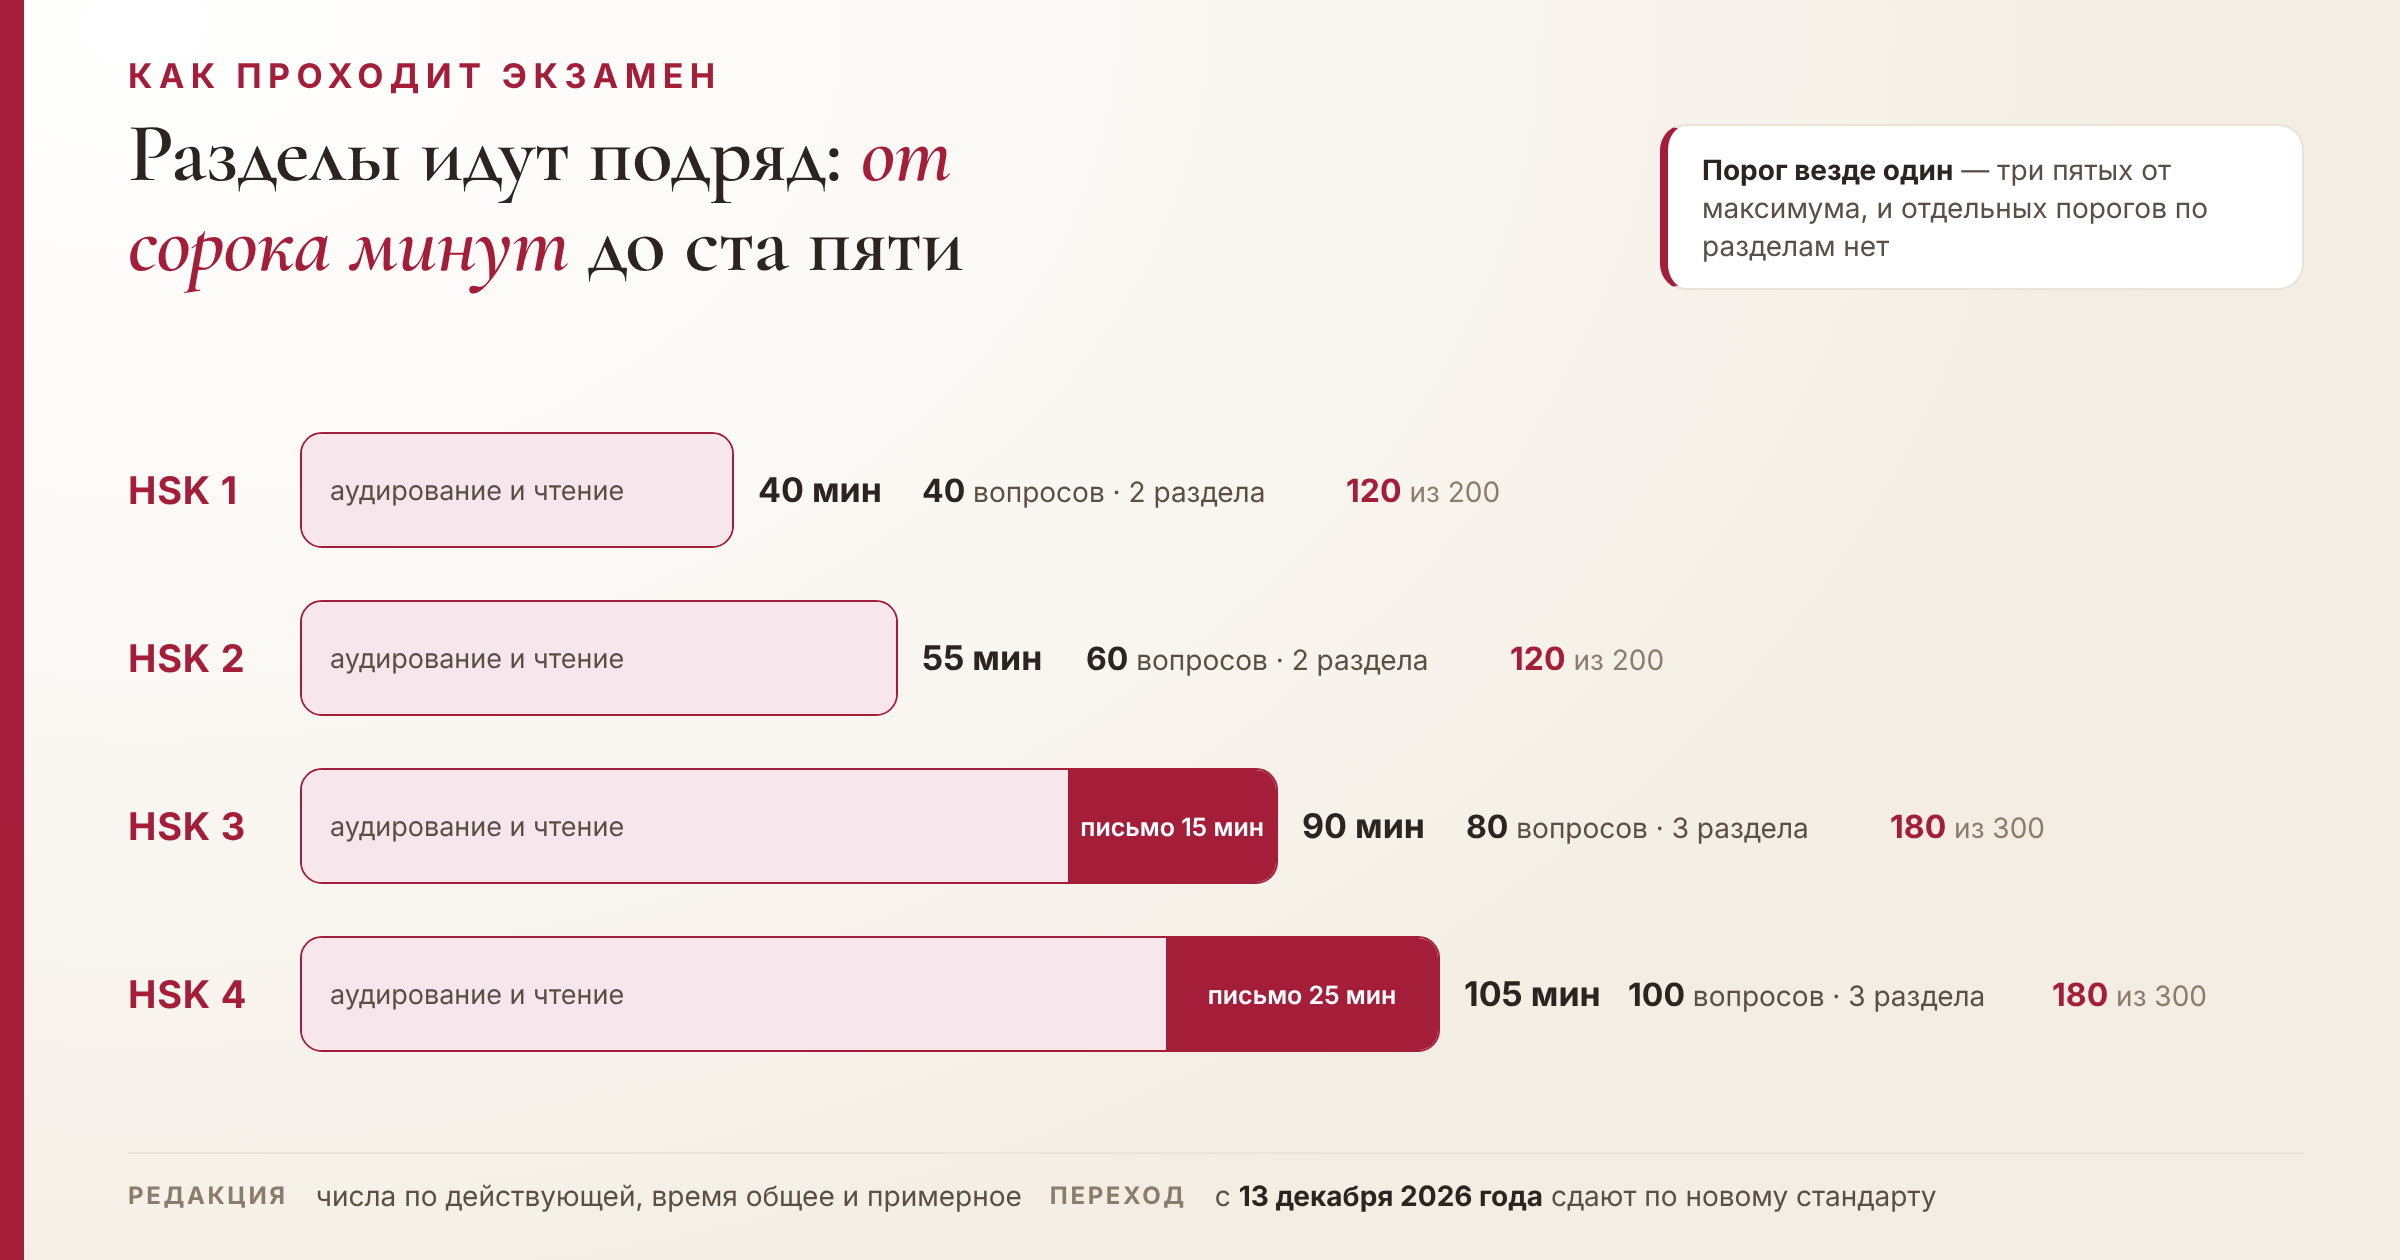 КАК ПРОХОДИТ ЭКЗАМЕН
Разделы идут подряд: от
сорока минут до ста пяти
Порог везде один — три пятых от
максимума, и отдельных порогов по
разделам нет
HSK 1 аудирование и чтение 40 мин 40 вопросов · 2 раздела 120 из 200
HSK 2 аудирование и чтение 55 мин 60 вопросов · 2 раздела 120 из 200
HSK 3 аудирование и чтение письмо 15 мин 90 мин 80 вопросов · 3 раздела 180 из 300
HSK 4 аудирование и чтение письмо 25 мин 105 мин 100 вопросов · 3 раздела 180 из 300
РЕДАКЦИЯ числа по действующей, время общее и примерное ПЕРЕХОД с 13 декабря 2026 года сдают по новому стандарту